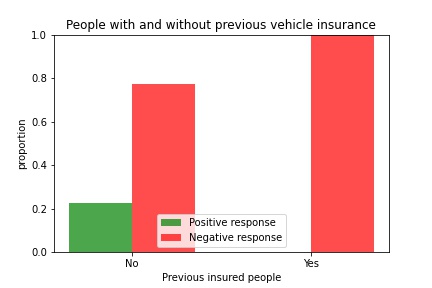 People with and without previous vehicle insurance
1.0
0.8
0.6
0.4
0.2
0.0
proportion
Positive response
Negative response
No Yes
Previous insured people